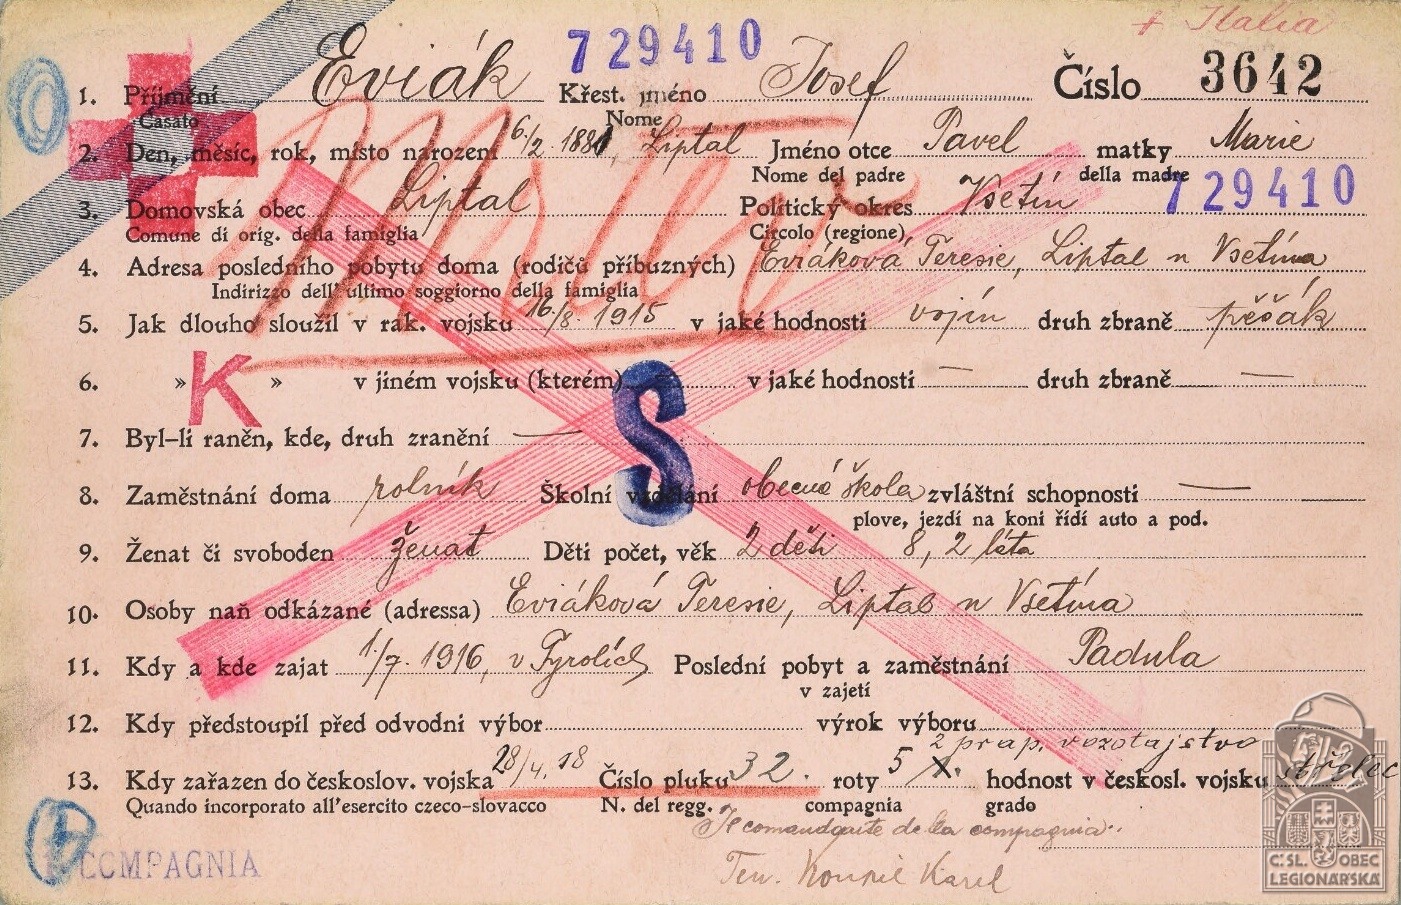 + Italia
729410
1. Příjmení Eviák Křest. jméno Josef Číslo 3642
Casato Nome
2. Den, měsíc, rok, místo narození 6./2. 1881, Liptal Jméno otce Pavel matky Marie
Nome del padre della madre
729410
3. Domovská obec Liptal Politický okres Vsetín
Comune di orig. della famiglia Circolo (regione)
4. Adresa posledního pobytu doma (rodičů příbuzných) Eviáková Teresie, Liptal u Vsetína
Indirizzo dell'ultimo soggiorno della famiglia
5. Jak dlouho sloužil v rak. vojsku 16/8. 1915 v jaké hodnosti vojín druh zbraně pěšák
6. » K » v jiném vojsku (kterém) — v jaké hodnosti — druh zbraně —
S
7. Byl-li raněn, kde, druh zranění —
8. Zaměstnání doma rolník Školní vzdělání obecná škola zvláštní schopnosti —
plove, jezdí na koni řídí auto a pod.
9. Ženat či svoboden ženat Děti počet, věk 2 děti 8, 2 léta
10. Osoby naň odkázané (adressa) Eviáková Teresie, Liptal u Vsetína
11. Kdy a kde zajat 1./7. 1916, v Tyrolích Poslední pobyt a zaměstnání Padula
v zajetí
12. Kdy předstoupil před odvodní výbor výrok výboru
2 prap. vozatajstvo
13. Kdy zařazen do českoslov. vojska 28/4. 18 Číslo pluku 32. roty 5 hodnost v českosl. vojsku střelec
Quando incorporato all'esercito czeco-slovacco N. del regg. compagnia grado
Il comandante della compagnia:
Ten. Karel
COMPAGNIA
ČSL. OBEC
LEGIONÁŘSKÁ